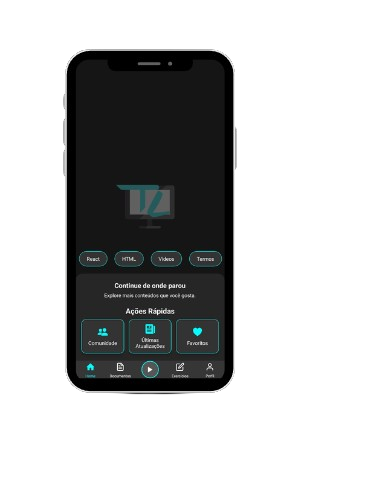 TL
React HTML Vídeos Termos
Continue de onde parou
Explore mais conteúdos que você gosta.
Ações Rápidas
Comunidade
Últimas
Atualizações
Favoritos
Home Documentos Exercícios Perfil